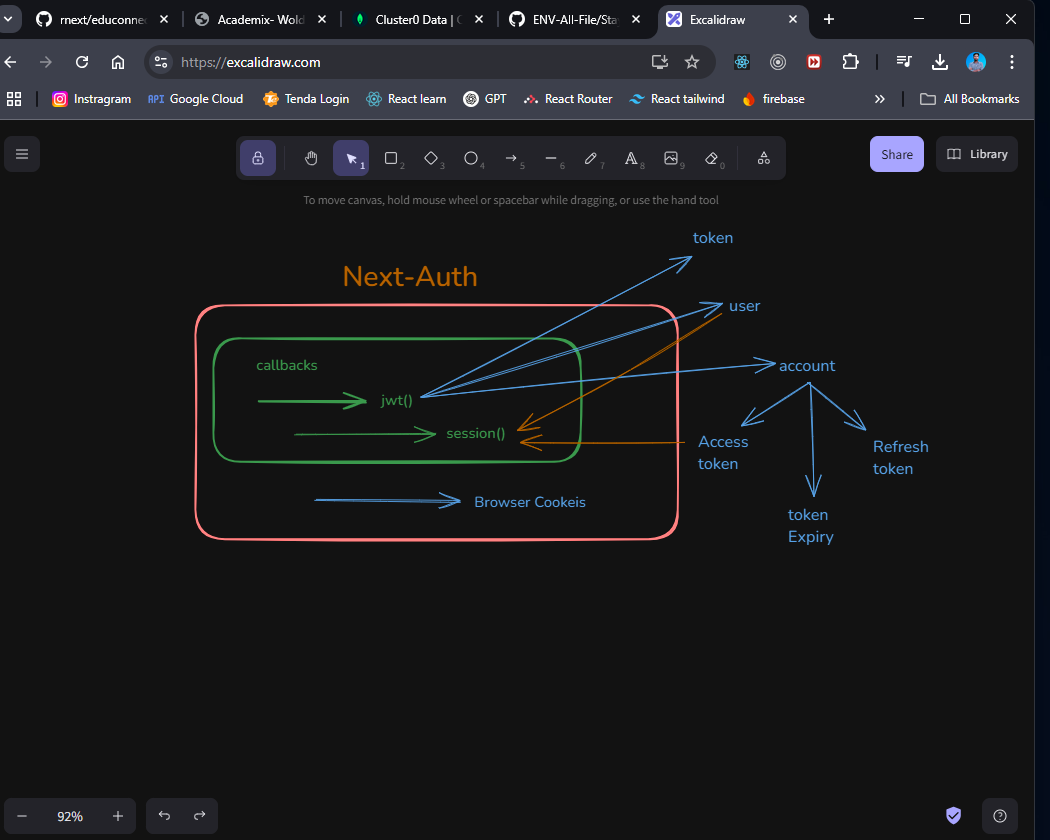 rnext/educonne
Academix- Wold
Cluster0 Data | C
ENV-All-File/Sta
Excalidraw
https://excalidraw.com
Instragram
API Google Cloud
Tenda Login
React learn
GPT
React Router
React tailwind
firebase
All Bookmarks
1
2
3
4
5
6
7
A 8
9
0
Share
Library
To move canvas, hold mouse wheel or spacebar while dragging, or use the hand tool
token
Next-Auth
user
callbacks
account
jwt()
session()
Access
token
Refresh
token
Browser Cookeis
token
Expiry
92%